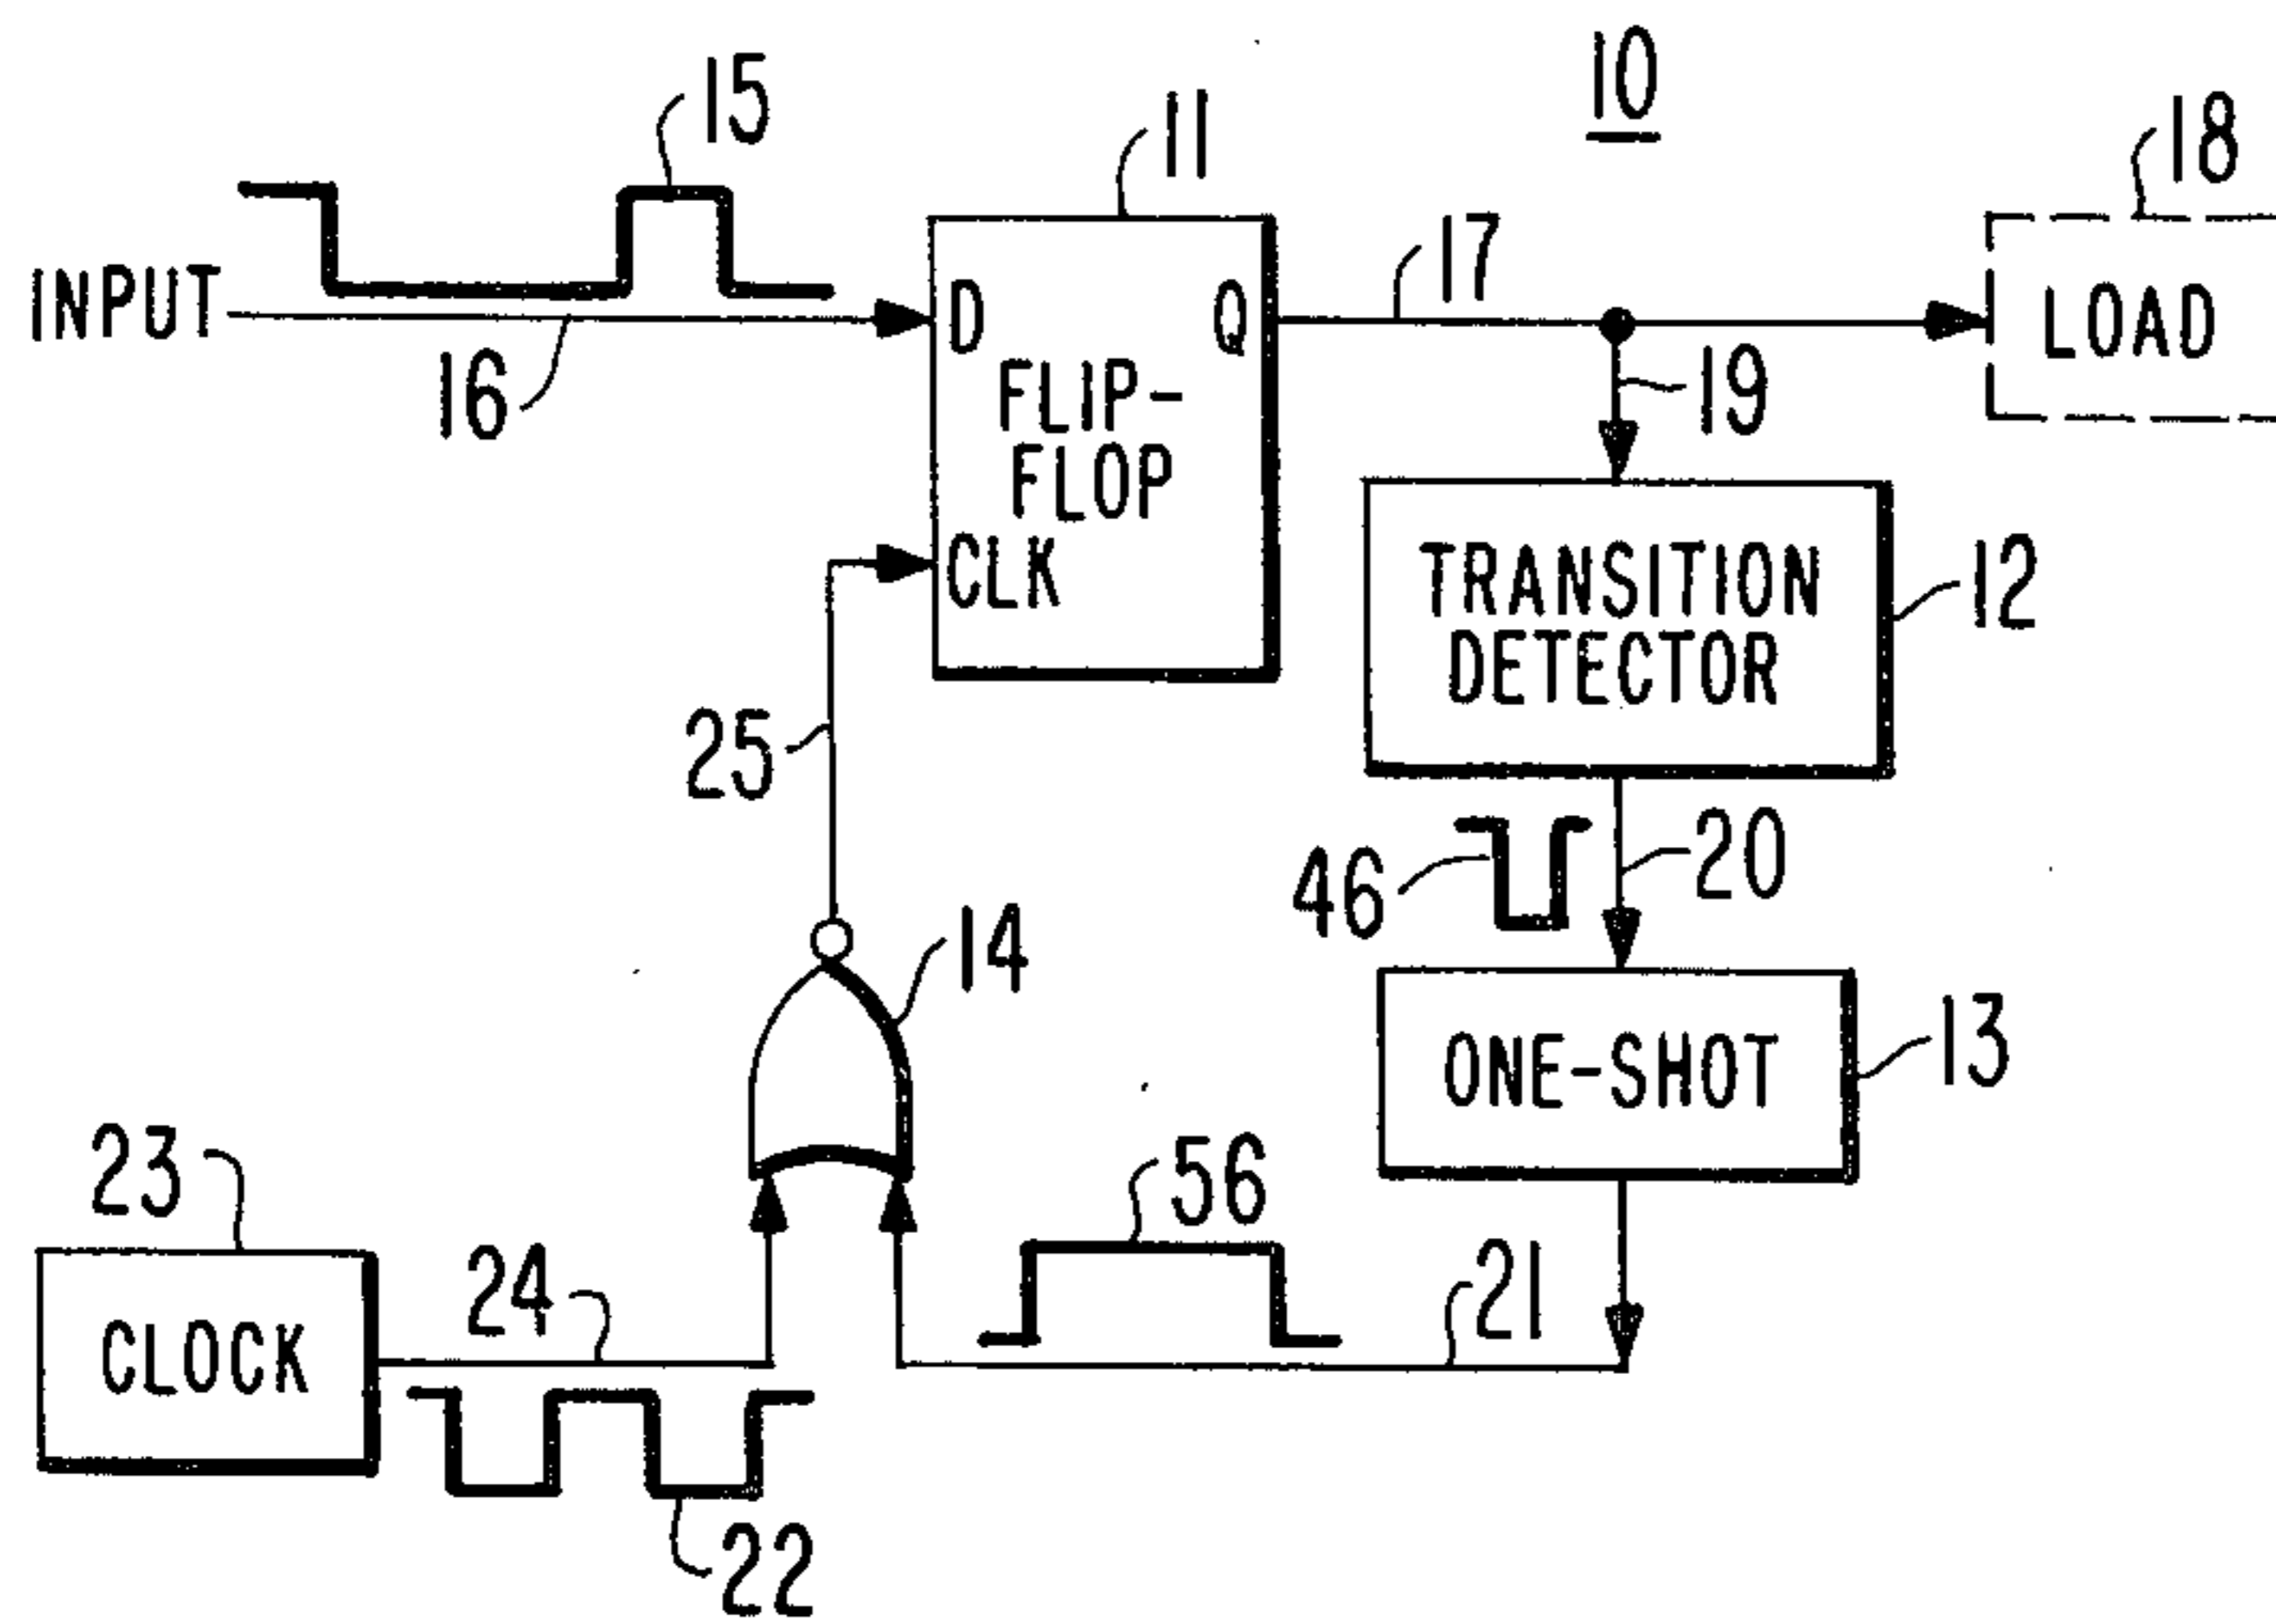 10
15
11
18
INPUT
16
D
Q
17
19
LOAD
FLIP-
FLOP
CLK
TRANSITION
DETECTOR
12
25
46
20
14
ONE-SHOT
13
23
CLOCK
24
56
21
22